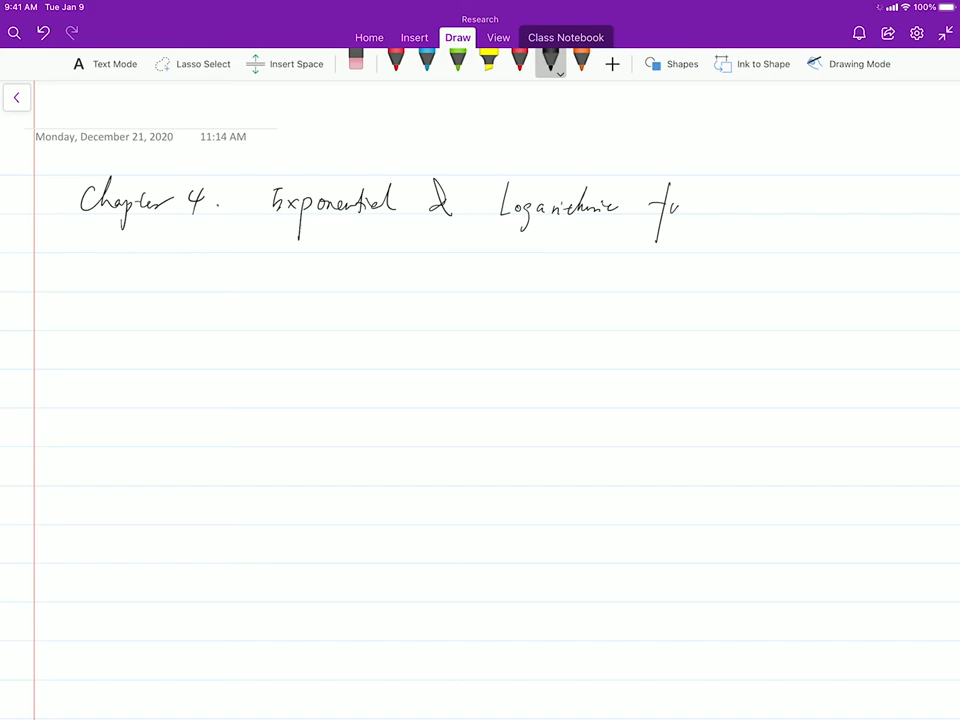 9:41 AM Tue Jan 9 100%
Research
Home Insert Draw View Class Notebook
A Text Mode Lasso Select Insert Space Shapes Ink to Shape Drawing Mode
Monday, December 21, 2020 11:14 AM
Chapter 4. Exponential & Logarithmic fu